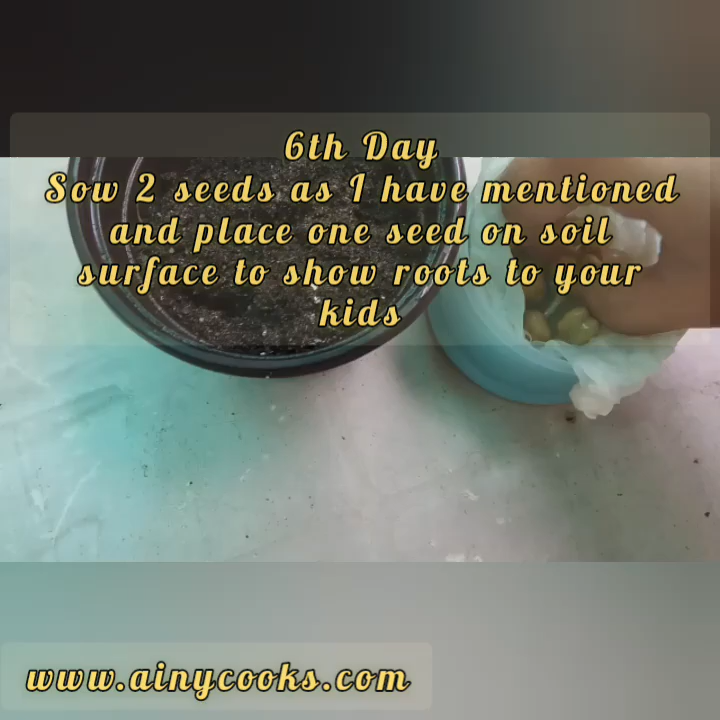 6th Day
Sow 2 seeds as I have mentioned
and place one seed on soil
surface to show roots to your
kids
www.ainycooks.com